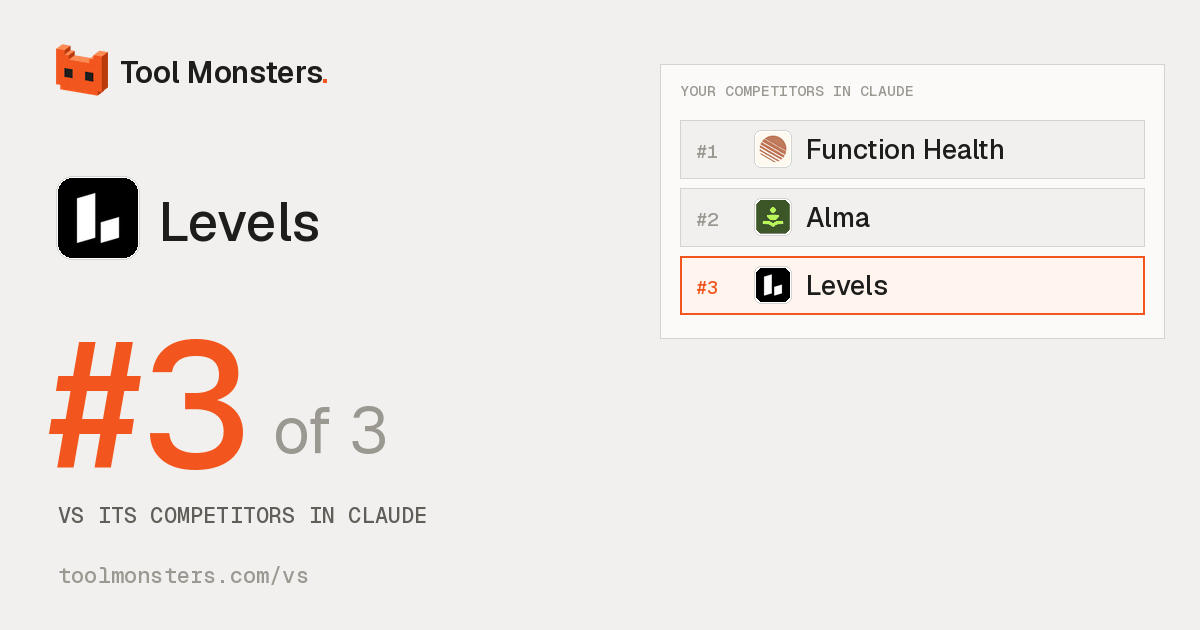 Tool Monsters.
Levels
#3 of 3
VS ITS COMPETITORS IN CLAUDE
toolmonsters.com/vs
YOUR COMPETITORS IN CLAUDE
#1 Function Health
#2 Alma
#3 Levels